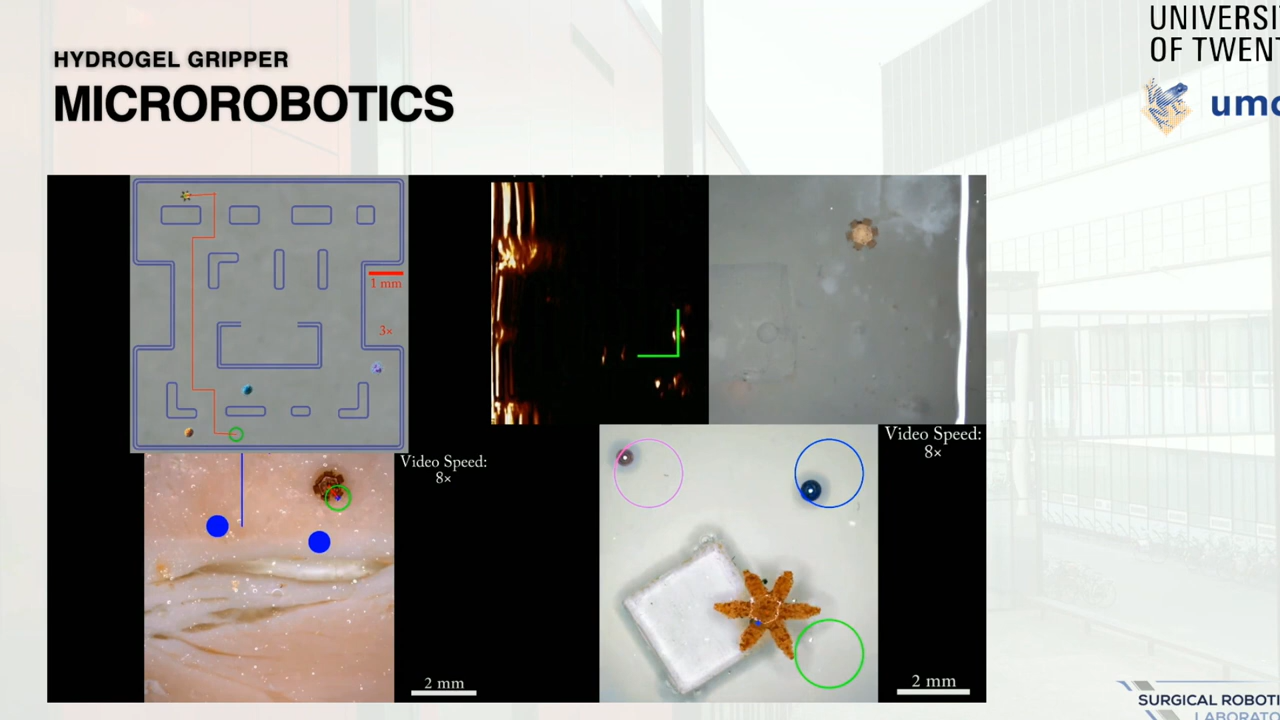 HYDROGEL GRIPPER
MICROROBOTICS
UNIVERSI
OF TWENT
umc
1 mm
3×
Video Speed:
8×
Video Speed:
8×
2 mm
2 mm
SURGICAL ROBOTI
LABORATO